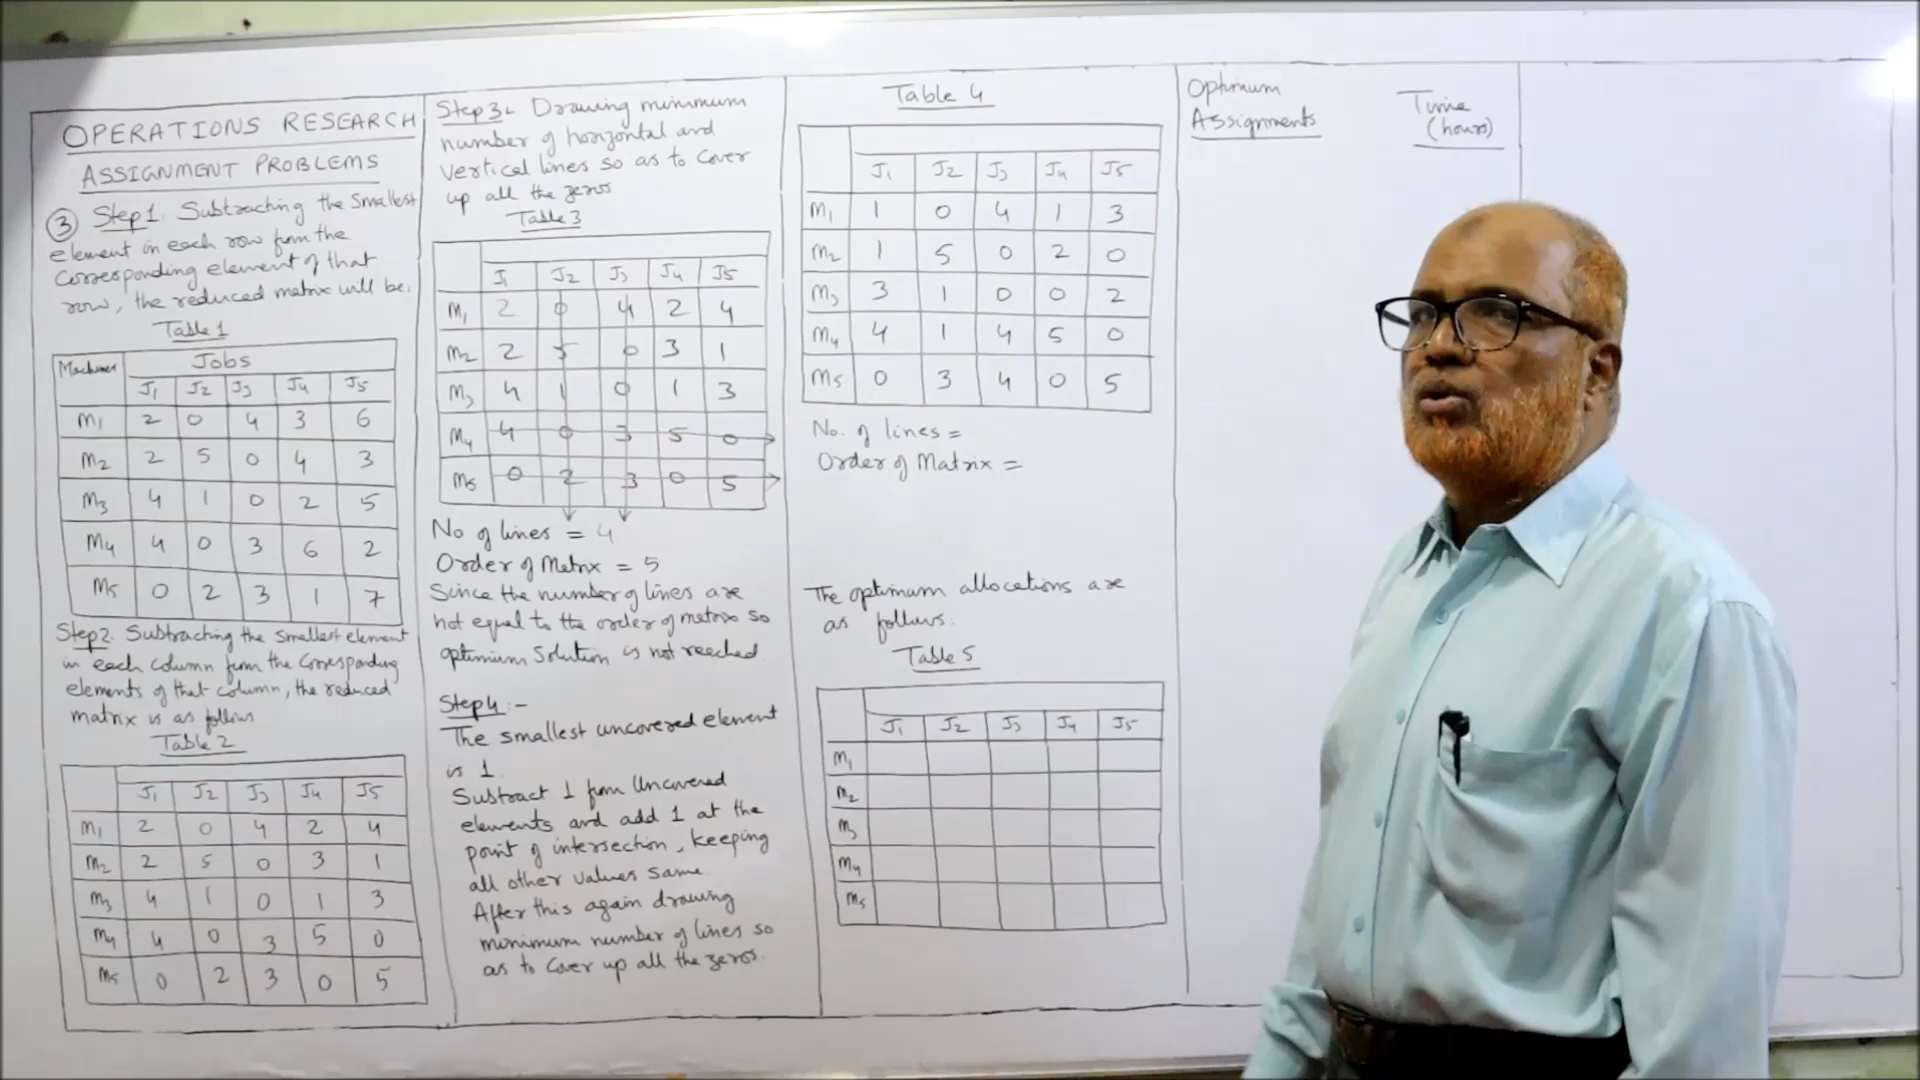 OPERATIONS RESEARCH
ASSIGNMENT PROBLEMS
③ Step 1. Subtracting the smallest
element in each row from the
corresponding element of that
row, the reduced matrix will be.
Table 1
Machines Jobs
J1 J2 J3 J4 J5
M1 2 0 4 3 6
M2 2 5 0 4 3
M3 4 1 0 2 5
M4 4 0 3 6 2
M5 0 2 3 1 7
Step 2. Subtracting the smallest element
in each column from the corresponding
elements of that column, the reduced
matrix is as follows
Table 2
J1 J2 J3 J4 J5
M1 2 0 4 2 4
M2 2 5 0 3 1
M3 4 1 0 1 3
M4 4 0 3 5 0
M5 0 2 3 0 5
Step 3:- Drawing minimum
number of horizontal and
vertical lines so as to cover
up all the zeros
Table 3
J1 J2 J3 J4 J5
M1 2 0 4 2 4
M2 2 5 0 3 1
M3 4 1 0 1 3
M4 4 0 3 5 0
M5 0 2 3 0 5
No of lines = 4
Order of Matrix = 5
Since the number of lines are
not equal to the order of matrix so
optimum solution is not reached.
Step 4:-
The smallest uncovered element
is 1.
Subtract 1 from uncovered
elements and add 1 at the
point of intersection, keeping
all other values same.
After this again drawing
minimum number of lines so
as to cover up all the zeros.
Table 4
J1 J2 J3 J4 J5
M1 1 0 4 1 3
M2 1 5 0 2 0
M3 3 1 0 0 2
M4 4 1 4 5 0
M5 0 3 4 0 5
No. of lines =
Order of Matrix =
The optimum allocations are
as follows:
Table 5
J1 J2 J3 J4 J5
M1
M2
M3
M4
M5
Optimum
Assignments
Time
(hours)